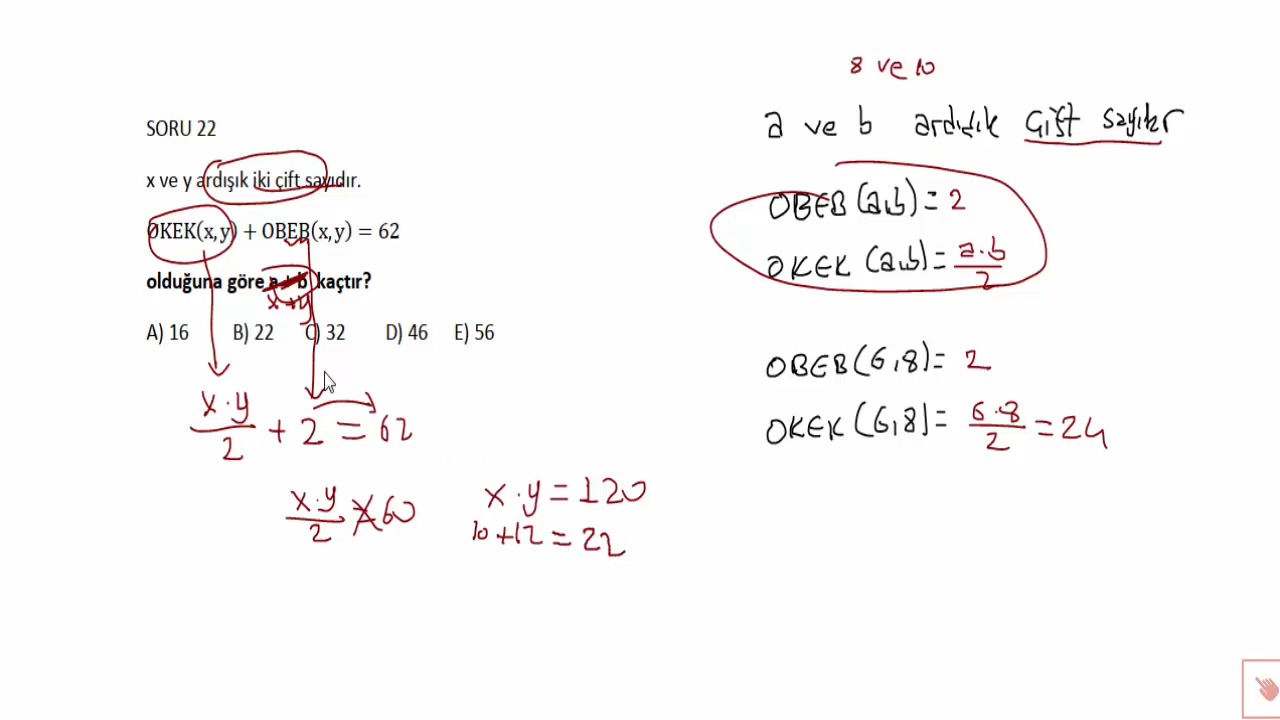 SORU 22
x ve y ardışık iki çift sayıdır.
OKEK(x,y) + OBEB(x,y) = 62
olduğuna göre a + b kaçtır?
x+y
A) 16 B) 22 C) 32 D) 46 E) 56
x·y/2 + 2 = 62
x·y/2 = 60
x·y = 120
10+12 = 22
8 ve 10
a ve b ardışık çift sayılar
OBEB(a,b) = 2
OKEK(a,b) = a·b/2
OBEB(6,8) = 2
OKEK(6,8) = 6·8/2 = 24